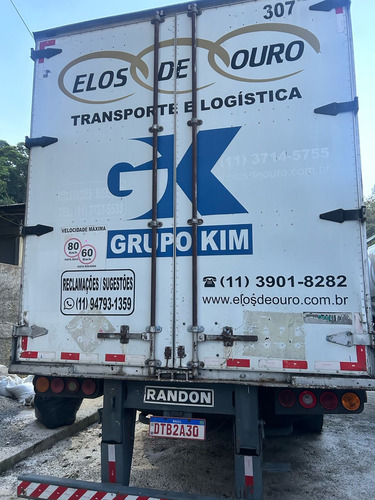 307
ELOS DE OURO
TRANSPORTE E LOGÍSTICA
GK
(11) 3714-5755
GRUPO KIM
VELOCIDADE MÁXIMA
80
60
RECLAMAÇÕES/SUGESTÕES
(11) 94793-1359
(11) 3901-8282
www.elosdeouro.com.br
RANDON
DTB2A30